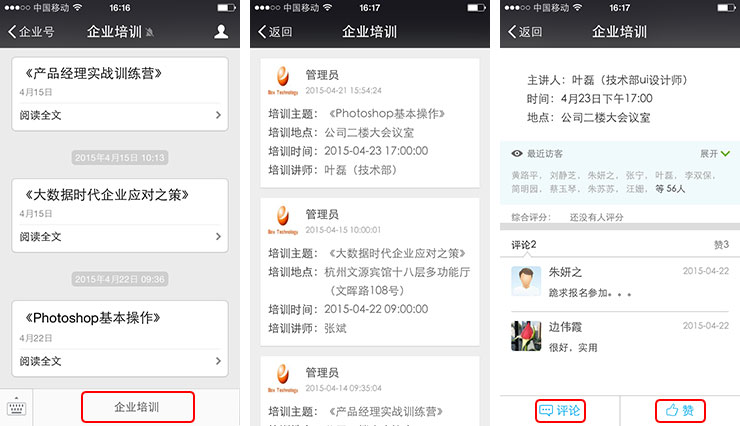 中国移动 16:16
企业号 企业培训
《产品经理实战训练营》
4月15日
阅读全文
2015年4月15日 10:13
《大数据时代企业应对之策》
4月15日
阅读全文
2015年4月22日 09:36
《Photoshop基本操作》
4月22日
阅读全文
企业培训
中国移动 16:17
返回 企业培训
管理员
2015-04-21 15:54:24
培训主题：《Photoshop基本操作》
培训地点：公司二楼大会议室
培训时间：2015-04-23 17:00:00
培训讲师：叶磊（技术部）
管理员
2015-04-15 10:00:01
培训主题：《大数据时代企业应对之策》
培训地点：杭州文源宾馆十八层多功能厅
（文晖路108号）
培训时间：2015-04-22 09:00:00
培训讲师：张斌
管理员
2015-04-14 09:35:04
培训主题：《产品经理实战训练营》
中国移动 16:17
返回 企业培训
主讲人：叶磊（技术部ui设计师）
时间：4月23日下午17:00
地点：公司二楼大会议室
最近访客 展开
黄路平，刘静芝，朱妍之，张宁，叶磊，李双保，
简明园，蔡玉琴，朱苏苏，汪姗，等 56人
综合评分： 还没有人评分
评论2 赞3
朱妍之 2015-04-22
跪求报名参加。。。
边伟霞 2015-04-22
很好，实用
评论 赞